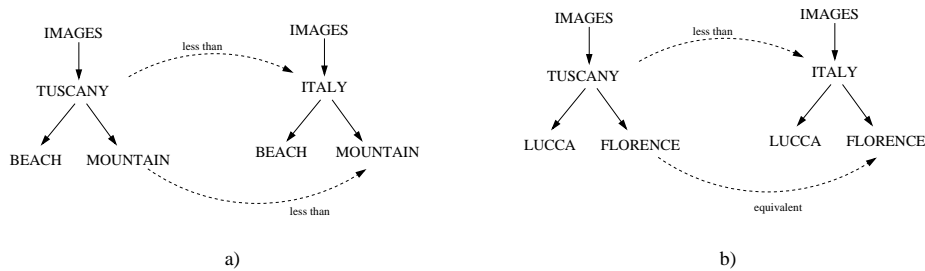 IMAGES
less than
IMAGES
TUSCANY
ITALY
BEACH
MOUNTAIN
BEACH
MOUNTAIN
less than
a)
IMAGES
less than
IMAGES
TUSCANY
ITALY
LUCCA
FLORENCE
LUCCA
FLORENCE
equivalent
b)